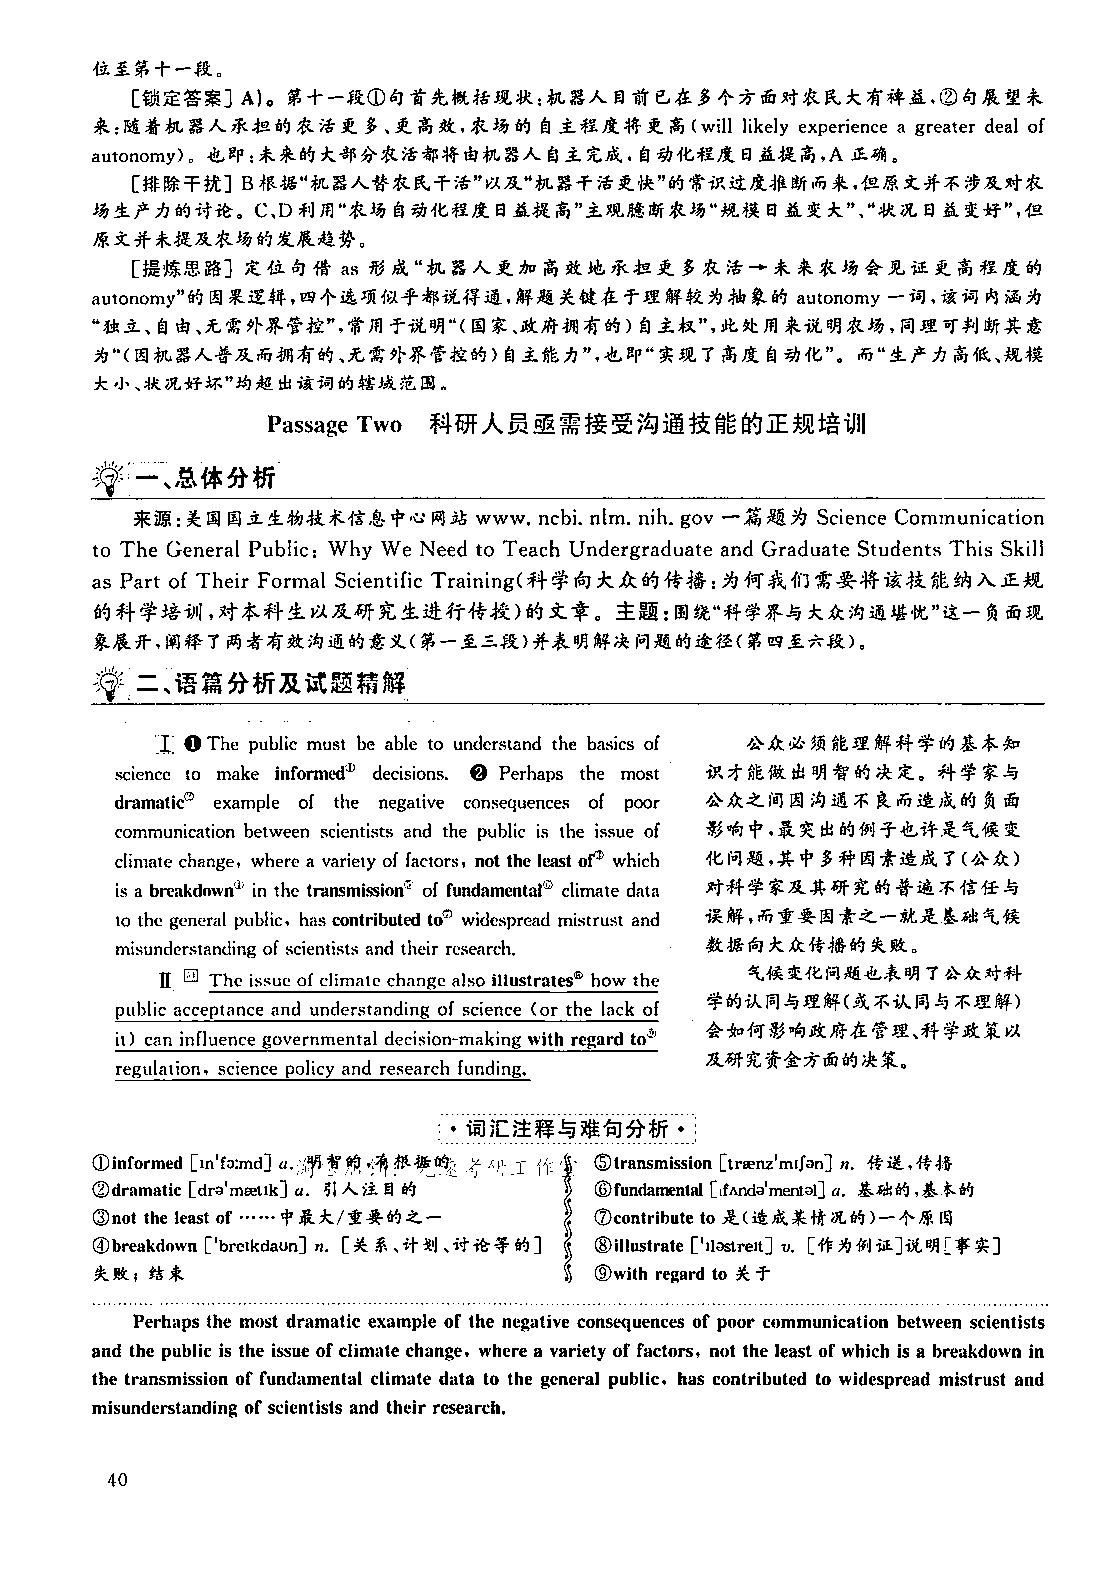 位至第十一段。
[锁定答案] A)。第十一段①句首先概括现状:机器人目前已在多个方面对农民大有裨益,②句展望未
来:随着机器人承担的农活更多、更高效,农场的自主程度将更高(will likely experience a greater deal of
autonomy)。也即:未来的大部分农活都将由机器人自主完成,自动化程度日益提高,A 正确。
[排除干扰] B 根据“机器人替农民干活”以及“机器干活更快”的常识过度推断而来,但原文并不涉及对农
场生产力的讨论。C、D 利用“农场自动化程度日益提高”主观臆断农场“规模日益变大”、“状况日益变好”,但
原文并未提及农场的发展趋势。
[提炼思路] 定位句借 as 形成“机器人更加高效地承担更多农活→未来农场会见证更高程度的
autonomy”的因果逻辑,四个选项似乎都说得通,解题关键在于理解较为抽象的 autonomy 一词,该词内涵为
“独立、自由、无需外界管控”,常用于说明“(国家、政府拥有的)自主权”,此处用来说明农场,同理可判断其意
为“(因机器人普及而拥有的、无需外界管控的)自主能力”,也即“实现了高度自动化”。而“生产力高低、规模
大小、状况好坏”均超出该词的辖域范围。
Passage Two 科研人员亟需接受沟通技能的正规培训
一、总体分析
来源:美国国立生物技术信息中心网站 www. ncbi. nlm. nih. gov 一篇题为 Science Communication
to The General Public: Why We Need to Teach Undergraduate and Graduate Students This Skill
as Part of Their Formal Scientific Training(科学向大众的传播:为何我们需要将该技能纳入正规
的科学培训,对本科生以及研究生进行传授)的文章。主题:围绕“科学界与大众沟通堪忧”这一负面现
象展开,阐释了两者有效沟通的意义(第一至三段)并表明解决问题的途径(第四至六段)。
二、语篇分析及试题精解
Ⅰ ❶ The public must be able to understand the basics of
science to make informed① decisions. ❷ Perhaps the most
dramatic② example of the negative consequences of poor
communication between scientists and the public is the issue of
climate change, where a variety of factors, not the least of③ which
is a breakdown④ in the transmission⑤ of fundamental⑥ climate data
to the general public, has contributed to⑦ widespread mistrust and
misunderstanding of scientists and their research.
Ⅱ The issue of climate change also illustrates⑧ how the
public acceptance and understanding of science (or the lack of
it) can influence governmental decision-making with regard to⑨
regulation, science policy and research funding.
公众必须能理解科学的基本知
识才能做出明智的决定。科学家与
公众之间因沟通不良而造成的负面
影响中,最突出的例子也许是气候变
化问题,其中多种因素造成了(公众)
对科学家及其研究的普遍不信任与
误解,而重要因素之一就是基础气候
数据向大众传播的失败。
气候变化问题也表明了公众对科
学的认同与理解(或不认同与不理解)
会如何影响政府在管理、科学政策以
及研究资金方面的决策。
·词汇注释与难句分析·
①informed [ɪnˈfɔːmd] a. 明智的,有根据的
②dramatic [drəˈmætɪk] a. 引人注目的
③not the least of ……中最大/重要的之一
④breakdown [ˈbreɪkdaʊn] n. [关系、计划、讨论等的]
失败;结束
⑤transmission [trænzˈmɪʃən] n. 传送,传播
⑥fundamental [ˌfʌndəˈmentəl] a. 基础的,基本的
⑦contribute to 是(造成某情况的)一个原因
⑧illustrate [ˈɪləstreɪt] v. [作为例证]说明[事实]
⑨with regard to 关于
Perhaps the most dramatic example of the negative consequences of poor communication between scientists
and the public is the issue of climate change, where a variety of factors, not the least of which is a breakdown in
the transmission of fundamental climate data to the general public, has contributed to widespread mistrust and
misunderstanding of scientists and their research.
40